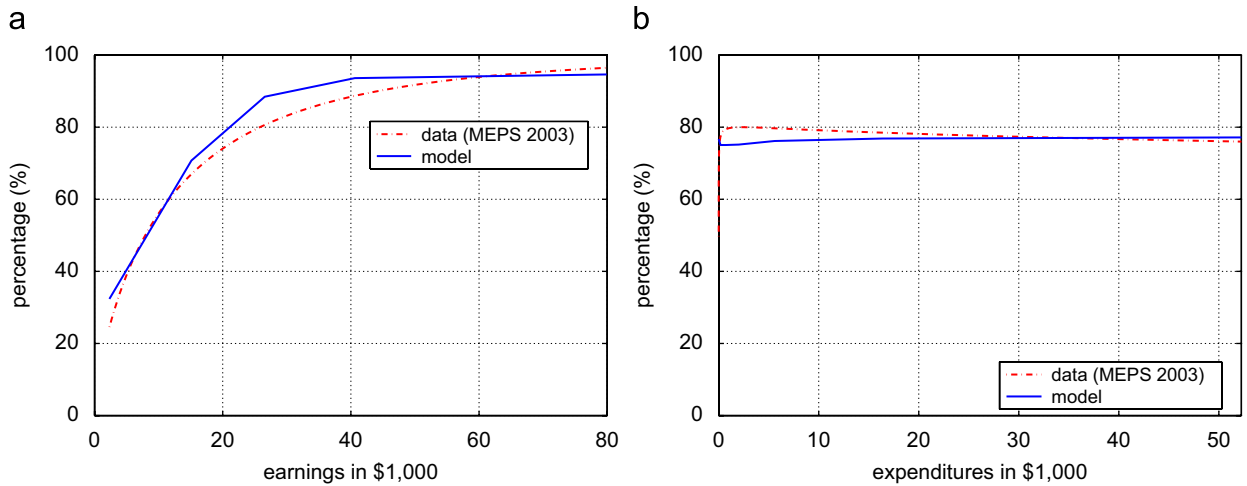 a
percentage (%)
100
80
60
40
20
0
0 20 40 60 80
earnings in $1,000
data (MEPS 2003)
model
b
percentage (%)
100
80
60
40
20
0
0 10 20 30 40 50
expenditures in $1,000
data (MEPS 2003)
model